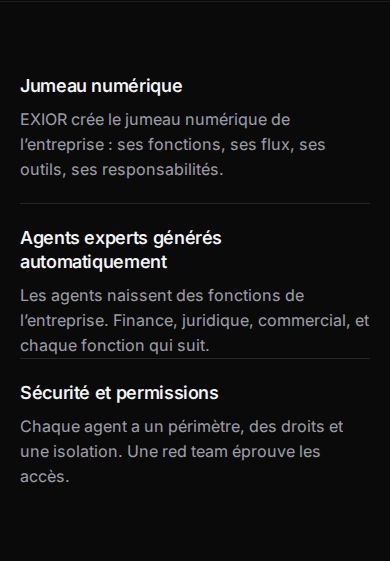 Jumeau numérique
EXIOR crée le jumeau numérique de
l’entreprise : ses fonctions, ses flux, ses
outils, ses responsabilités.
Agents experts générés
automatiquement
Les agents naissent des fonctions de
l’entreprise. Finance, juridique, commercial, et
chaque fonction qui suit.
Sécurité et permissions
Chaque agent a un périmètre, des droits et
une isolation. Une red team éprouve les
accès.